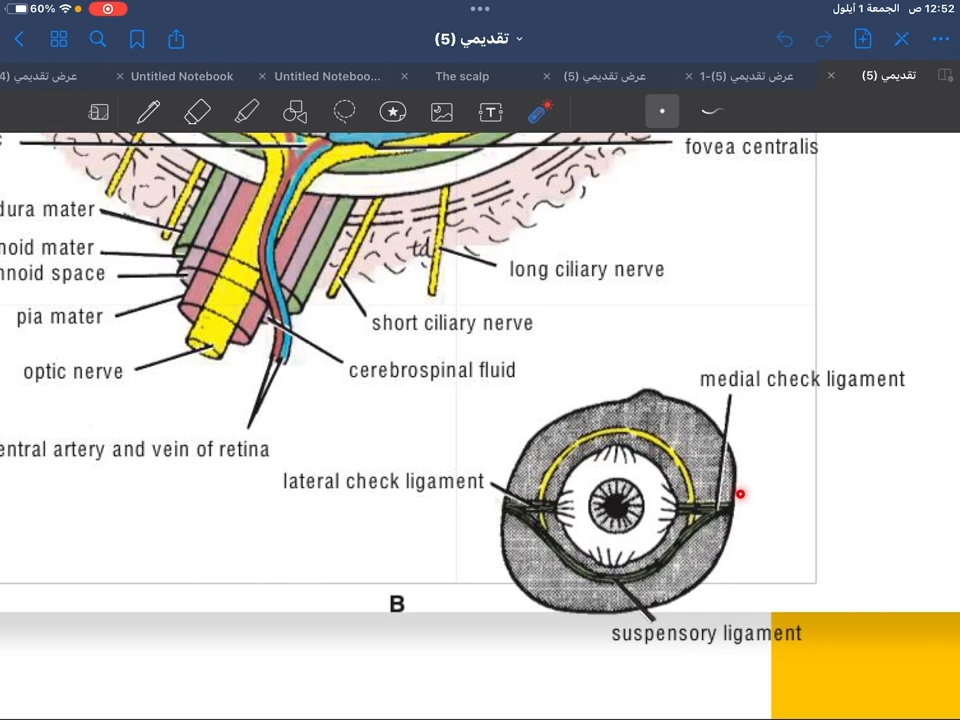 60%
12:52 ص الجمعة 1 أيلول
تقديمي (5)
عرض تقديمي (4
Untitled Notebook
Untitled Noteboo...
The scalp
عرض تقديمي (5)
عرض تقديمي (5)-1
تقديمي (5)
T
fovea centralis
dura mater
noid mater
hnoid space
long ciliary nerve
pia mater
short ciliary nerve
optic nerve
cerebrospinal fluid
medial check ligament
entral artery and vein of retina
lateral check ligament
B
suspensory ligament